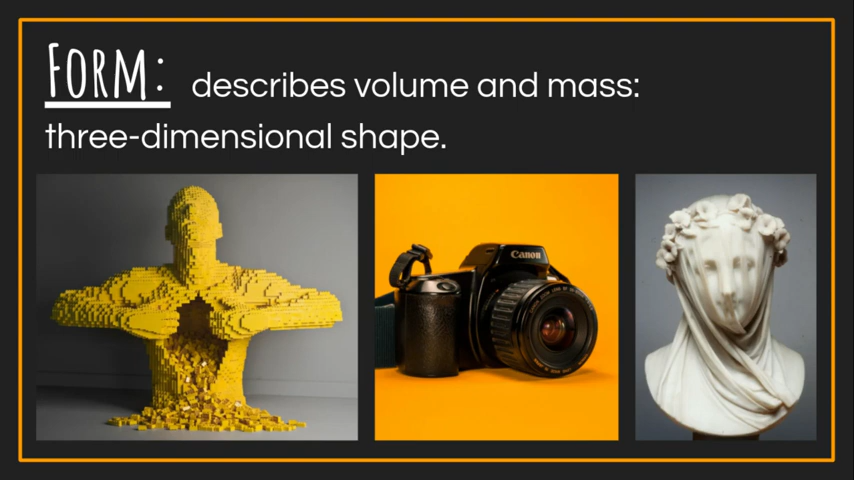 Form: describes volume and mass:
three-dimensional shape.
Canon